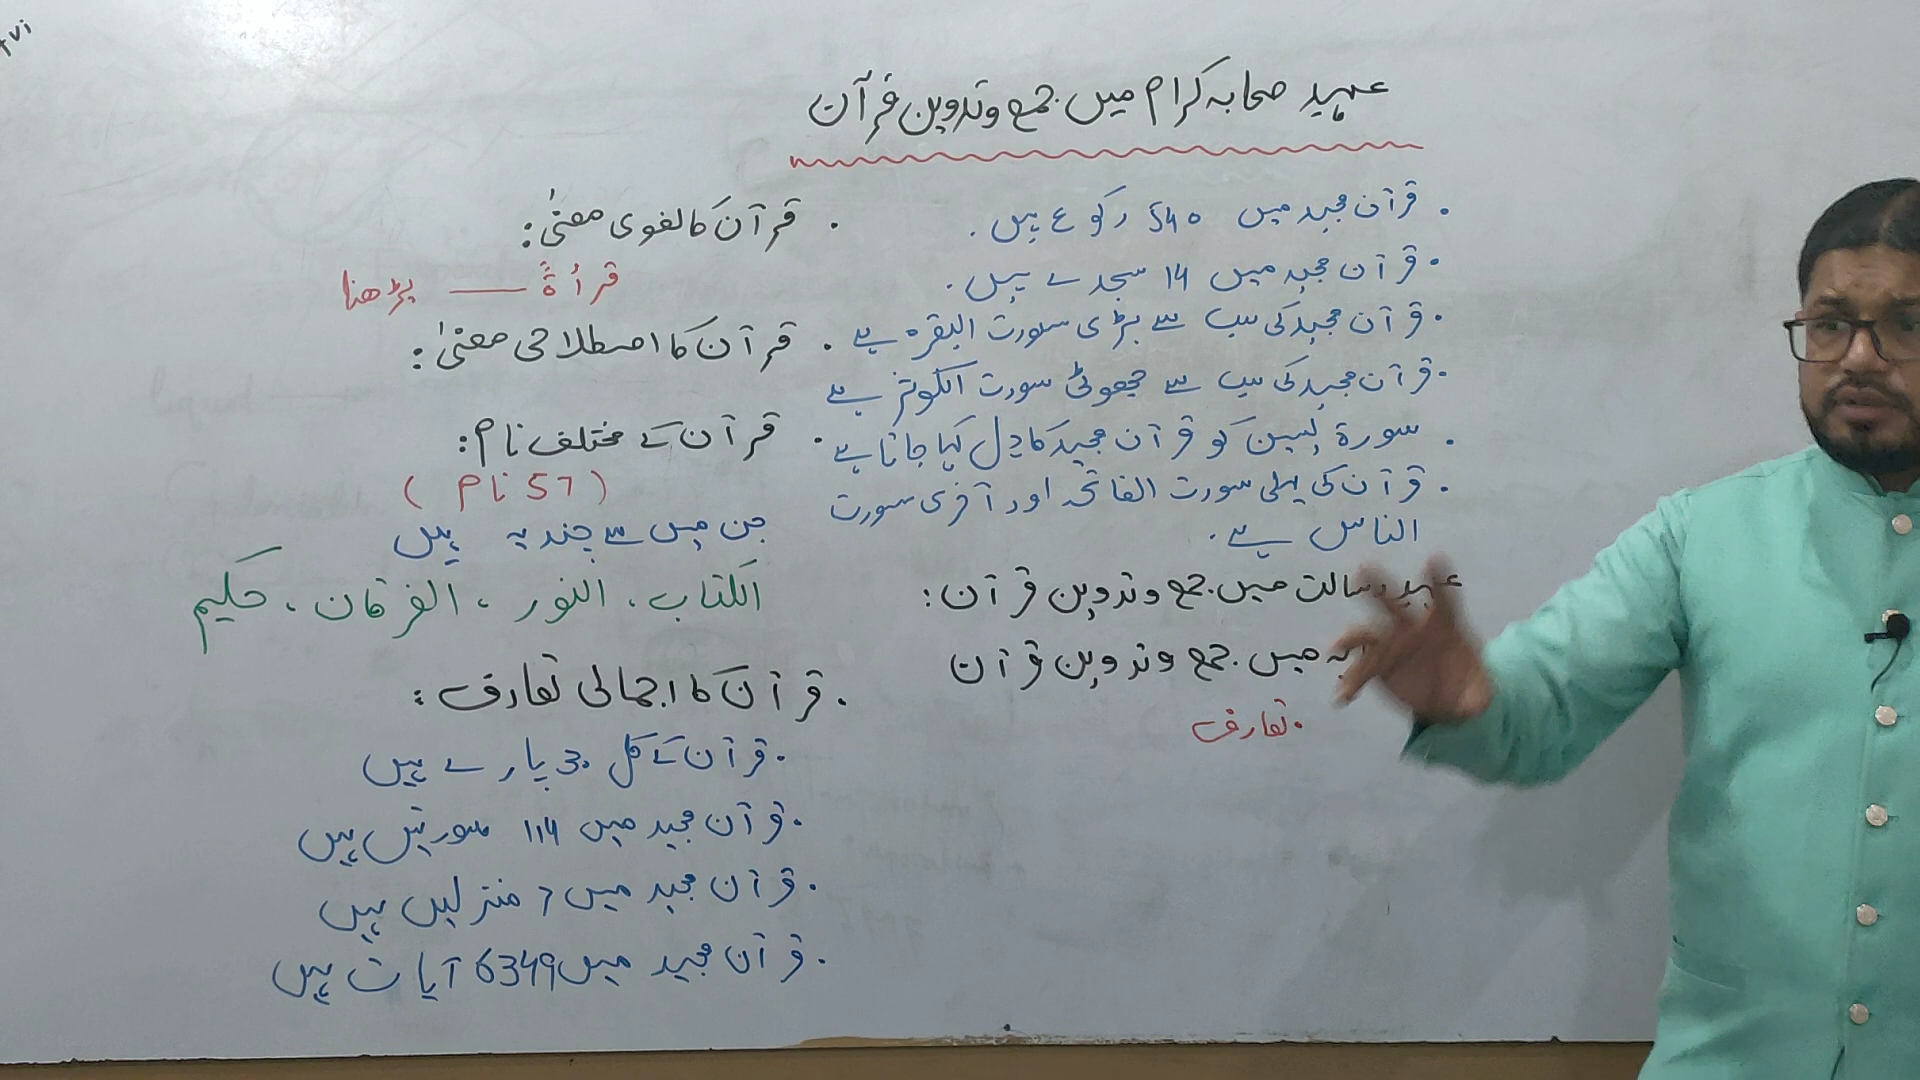 عہدِ صحابہ کرام میں جمع و تدوین قرآن
• قرآن مجید میں 540 رکوع ہیں.
• قرآن مجید میں 14 سجدے ہیں.
• قرآن مجید کی سب سے بڑی سورت البقرہ ہے
• قرآن مجید کی سب سے چھوٹی سورت الکوثر ہے
• سورۃ یٰسین کو قرآن مجید کا دِل کہا جاتا ہے
• قرآن کی پہلی سورت الفاتحہ اور آخری سورت
الناس ہے.
عہدِ رسالت میں جمع و تدوین قرآن:
میں جمع و تدوین قرآن
• تعارف
• قرآن کا لغوی معنیٰ:
قرأۃً — پڑھنا
• قرآن کا اصطلاحی معنیٰ:
• قرآن کے مختلف نام:
(57 نام)
جن میں سے چند یہ ہیں
الکتاب، النور، الفرقان، حکیم
• قرآن کا اجمالی تعارف:
• قرآن کے کل 30 پارے ہیں
• قرآن مجید میں 114 سورتیں ہیں
• قرآن مجید میں 7 منزلیں ہیں
• قرآن مجید میں 6349 آیات ہیں